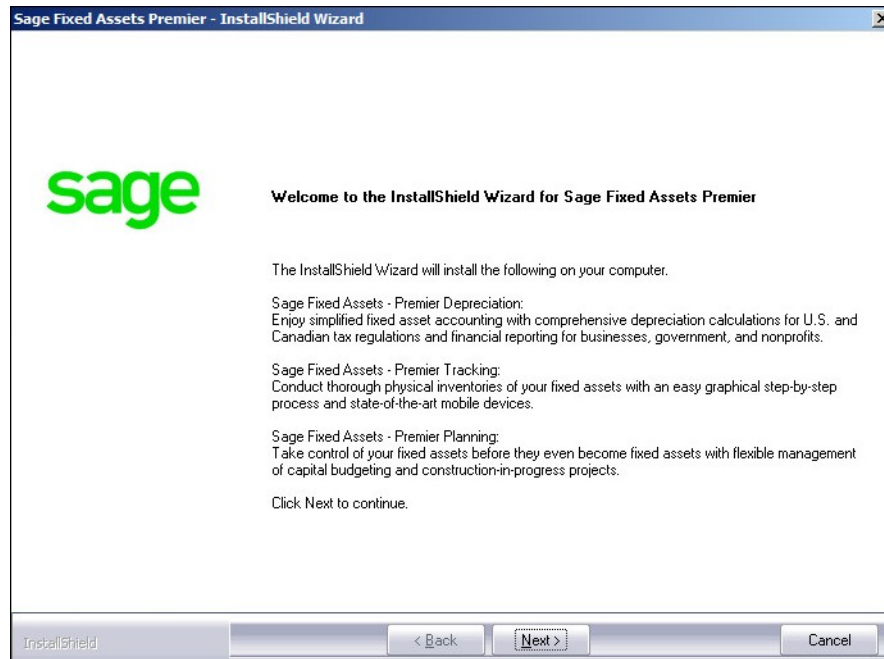 Sage Fixed Assets Premier - InstallShield Wizard
sage
Welcome to the InstallShield Wizard for Sage Fixed Assets Premier
The InstallShield Wizard will install the following on your computer.
Sage Fixed Assets - Premier Depreciation:
Enjoy simplified fixed asset accounting with comprehensive depreciation calculations for U.S. and
Canadian tax regulations and financial reporting for businesses, government, and nonprofits.
Sage Fixed Assets - Premier Tracking:
Conduct thorough physical inventories of your fixed assets with an easy graphical step-by-step
process and state-of-the-art mobile devices.
Sage Fixed Assets - Premier Planning:
Take control of your fixed assets before they even become fixed assets with flexible management
of capital budgeting and construction-in-progress projects.
Click Next to continue.
InstallShield
< Back
Next >
Cancel